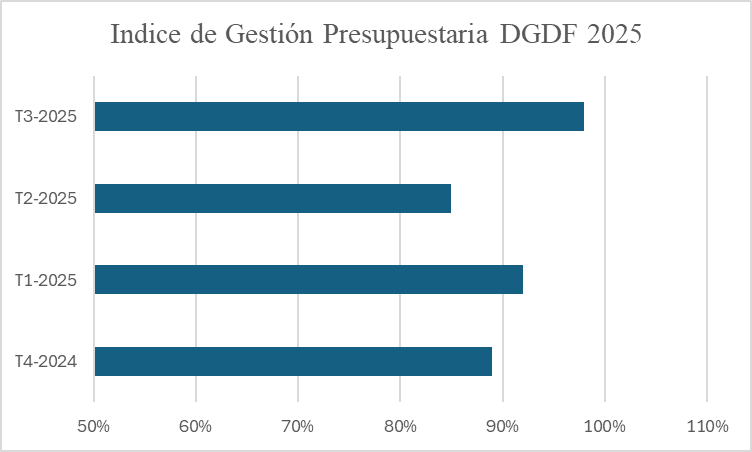 Indice de Gestión Presupuestaria DGDF 2025
T3-2025
T2-2025
T1-2025
T4-2024
50% 60% 70% 80% 90% 100% 110%